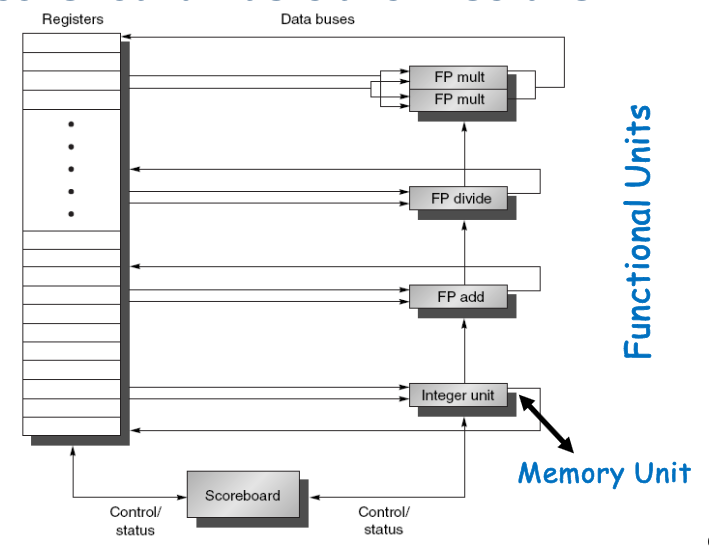 Registers
Data buses
FP mult
FP mult
FP divide
FP add
Integer unit
Functional Units
Memory Unit
Scoreboard
Control/
status
Control/
status